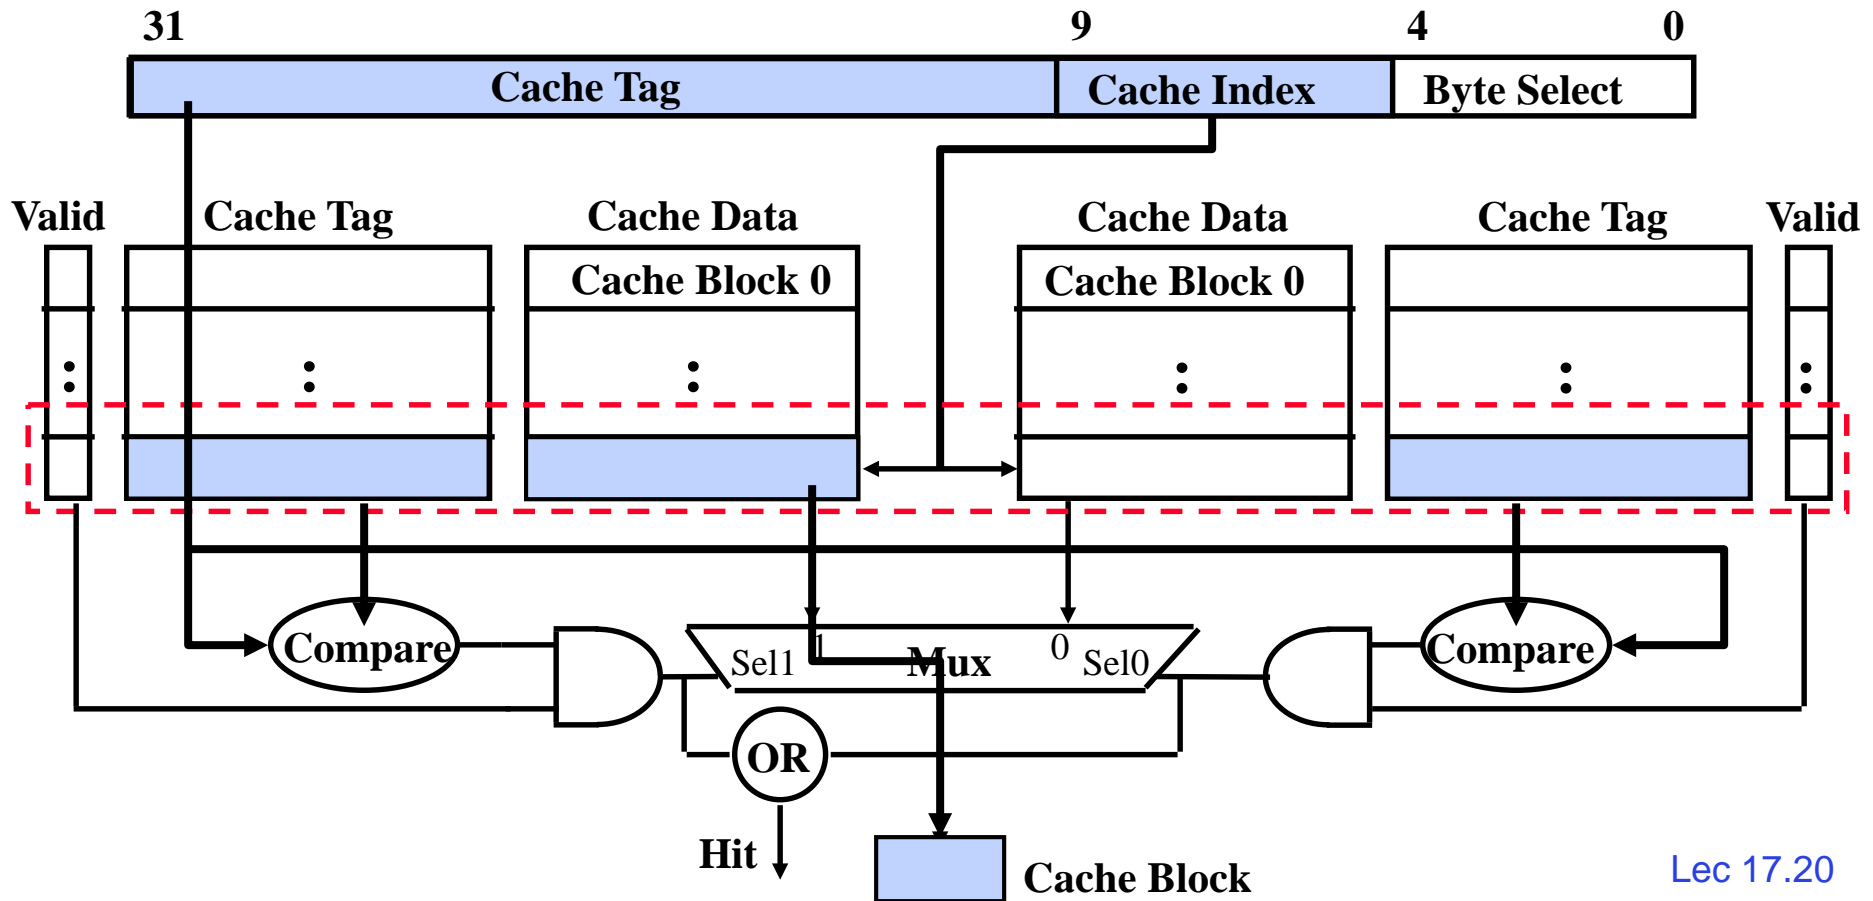 31 9 4 0
Cache Tag Cache Index Byte Select
Valid Cache Tag Cache Data Cache Data Cache Tag Valid
Cache Block 0 Cache Block 0
Compare Sel1 1 Mux 0 Sel0 Compare
OR
Hit
Cache Block
Lec 17.20